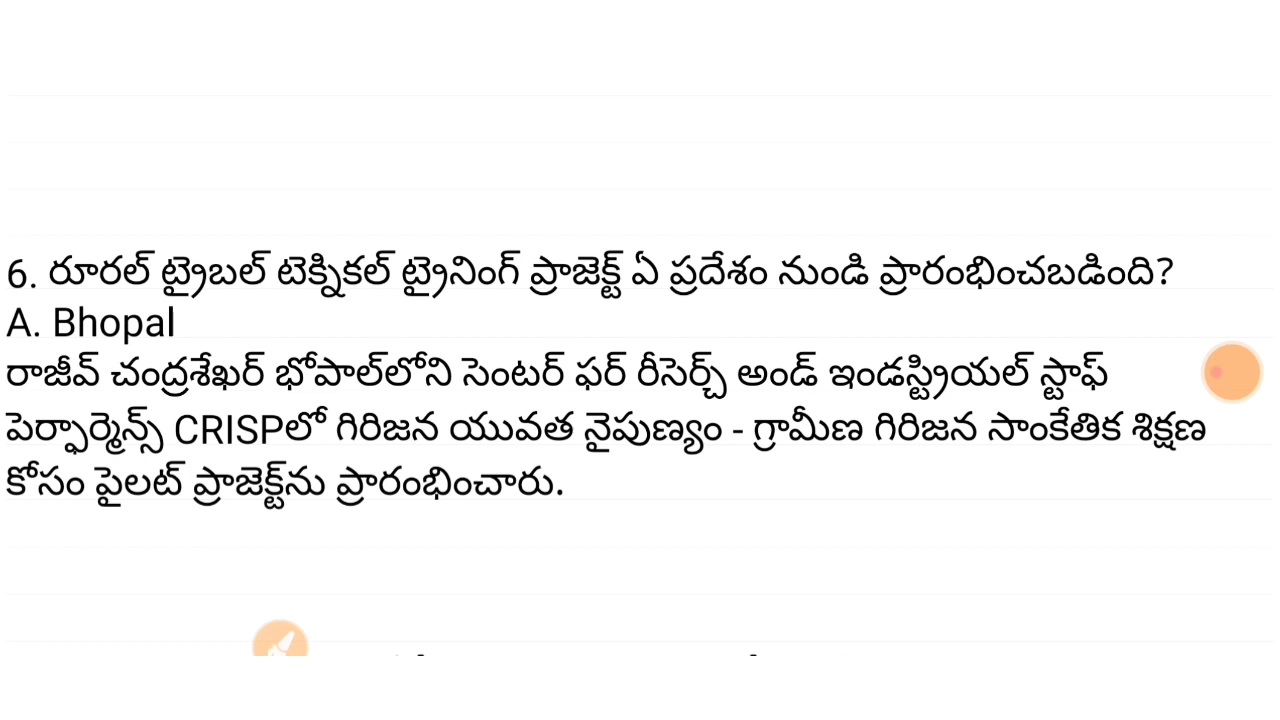 6. రూరల్ ట్రైబల్ టెక్నికల్ ట్రైనింగ్ ప్రాజెక్ట్ ఏ ప్రదేశం నుండి ప్రారంభించబడింది?
A. Bhopal
రాజీవ్ చంద్రశేఖర్ భోపాల్‌లోని సెంటర్ ఫర్ రీసెర్చ్ అండ్ ఇండస్ట్రియల్ స్టాఫ్
పెర్ఫార్మెన్స్ CRISPలో గిరిజన యువత నైపుణ్యం - గ్రామీణ గిరిజన సాంకేతిక శిక్షణ
కోసం పైలట్ ప్రాజెక్ట్‌ను ప్రారంభించారు.